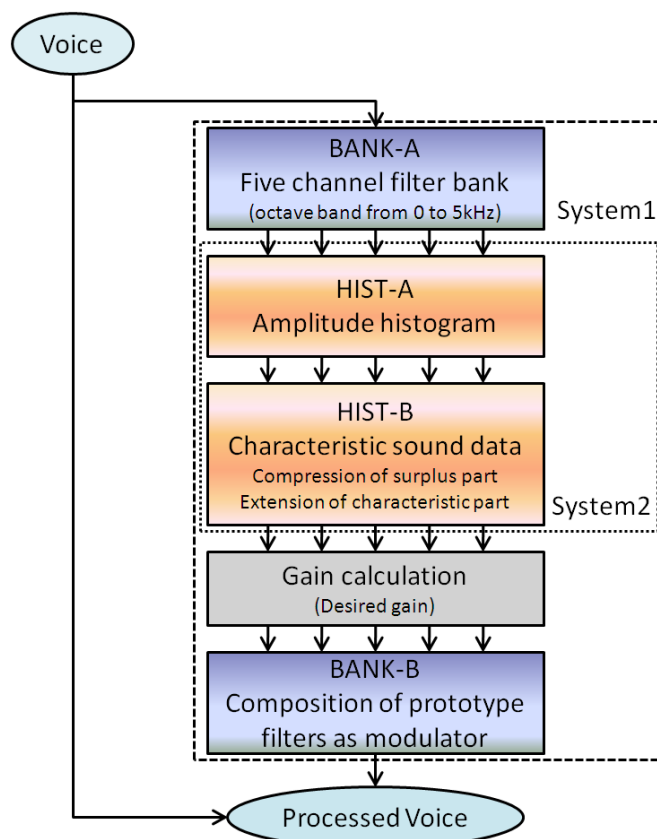 Voice
BANK-A
Five channel filter bank
(octave band from 0 to 5kHz)
System1
HIST-A
Amplitude histogram
HIST-B
Characteristic sound data
Compression of surplus part
Extension of characteristic part
System2
Gain calculation
(Desired gain)
BANK-B
Composition of prototype
filters as modulator
Processed Voice